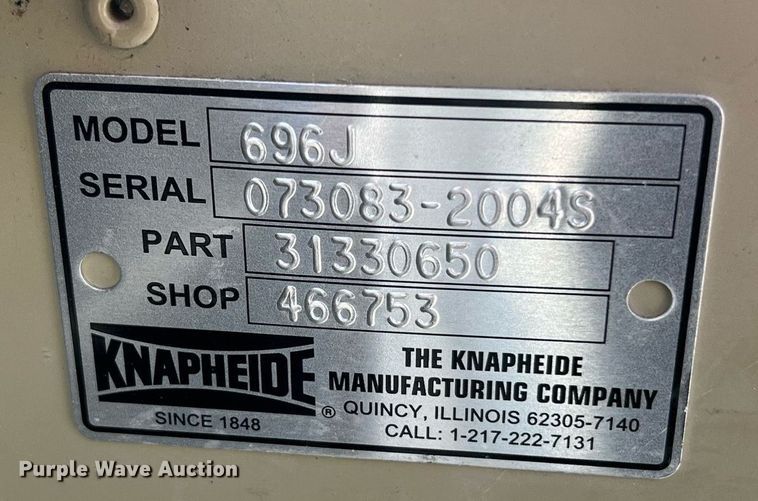 MODEL 696J
SERIAL 073083-2004S
PART 31330650
SHOP 466753
KNAPHEIDE ®
SINCE 1848
THE KNAPHEIDE
MANUFACTURING COMPANY
QUINCY, ILLINOIS 62305-7140
CALL: 1-217-222-7131
Purple Wave Auction